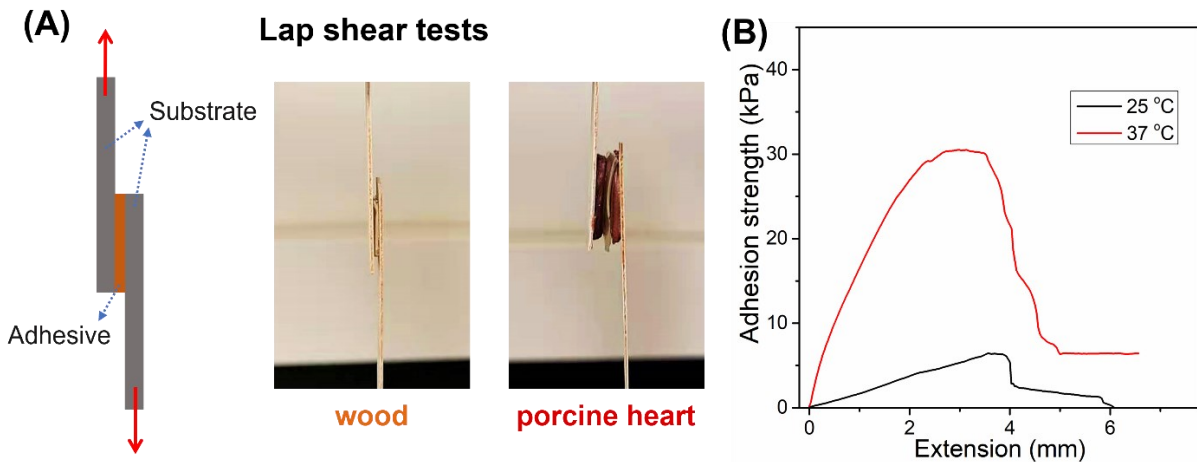 (A)
Lap shear tests
Substrate
Adhesive
wood
porcine heart
(B)
Adhesion strength (kPa)
40
30
20
10
0
0
2
4
6
Extension (mm)
25 °C
37 °C